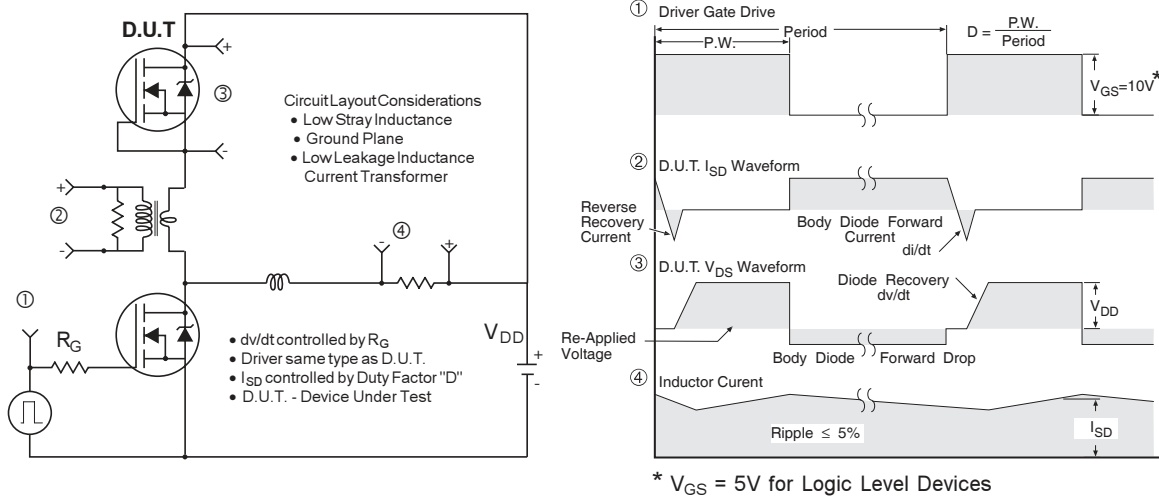 D.U.T
+
③
-
Circuit Layout Considerations
• Low Stray Inductance
• Ground Plane
• Low Leakage Inductance
Current Transformer
+
②
-
④
- +
①
R_G
V_DD
+
-
• dv/dt controlled by R_G
• Driver same type as D.U.T.
• I_SD controlled by Duty Factor "D"
• D.U.T. - Device Under Test
① Driver Gate Drive
P.W.
Period
D = P.W.
Period
V_GS=10V*
② D.U.T. I_SD Waveform
Reverse
Recovery
Current
Body Diode Forward
Current
di/dt
③ D.U.T. V_DS Waveform
Diode Recovery
dv/dt
V_DD
Re-Applied
Voltage
Body Diode Forward Drop
④ Inductor Curent
Ripple ≤ 5%
I_SD
* V_GS = 5V for Logic Level Devices